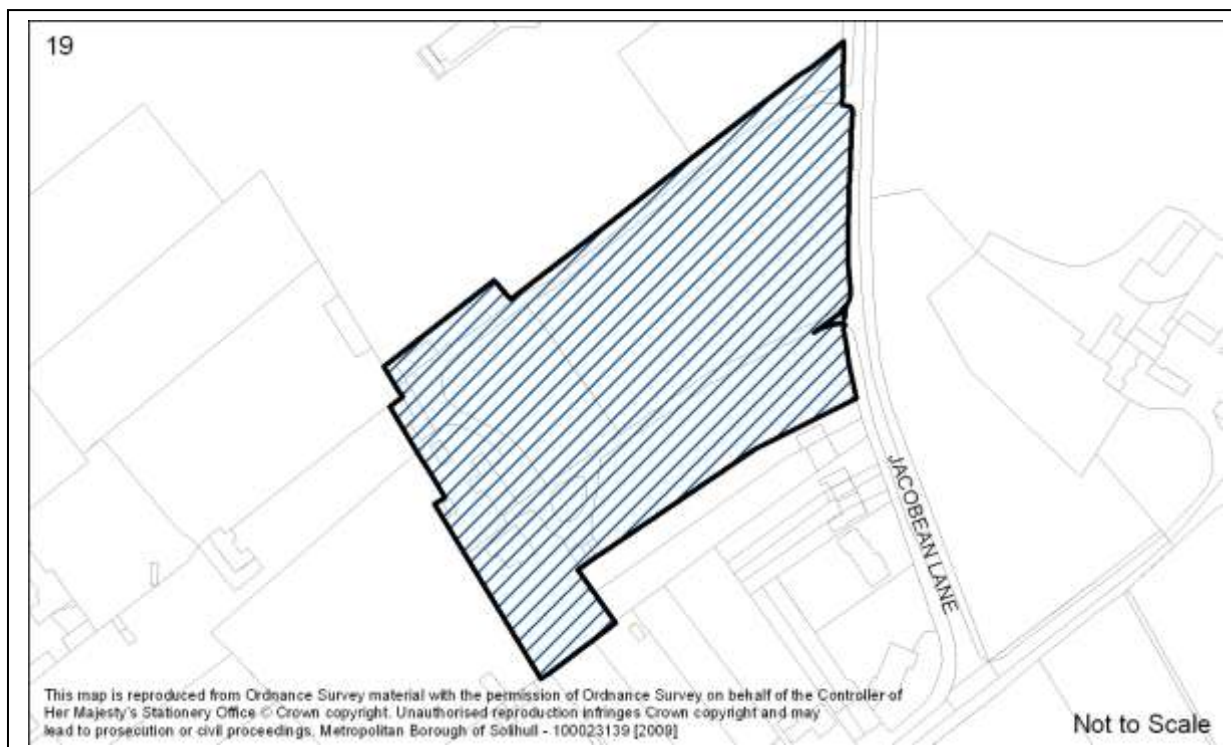 19
JACOBEAN LANE
This map is reproduced from Ordnance Survey material with the permission of Ordnance Survey on behalf of the Controller of
Her Majesty's Stationery Office © Crown copyright. Unauthorised reproduction infringes Crown copyright and may
lead to prosecution or civil proceedings. Metropolitan Borough of Solihull - 100023139 [2009]
Not to Scale